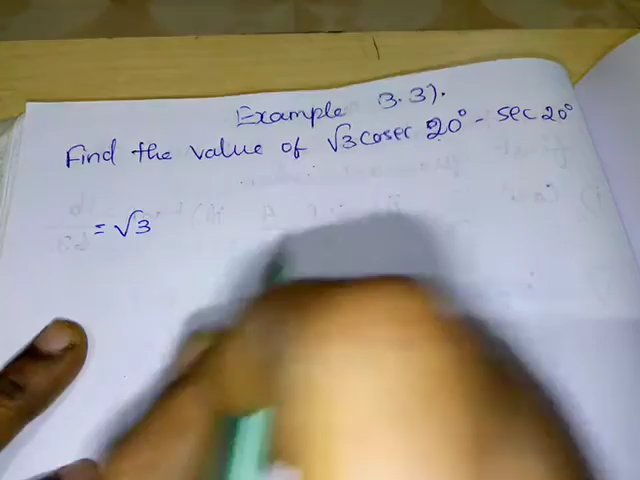 Example 3.31.
Find the value of √3 cosec 20° - sec 20°
= √3